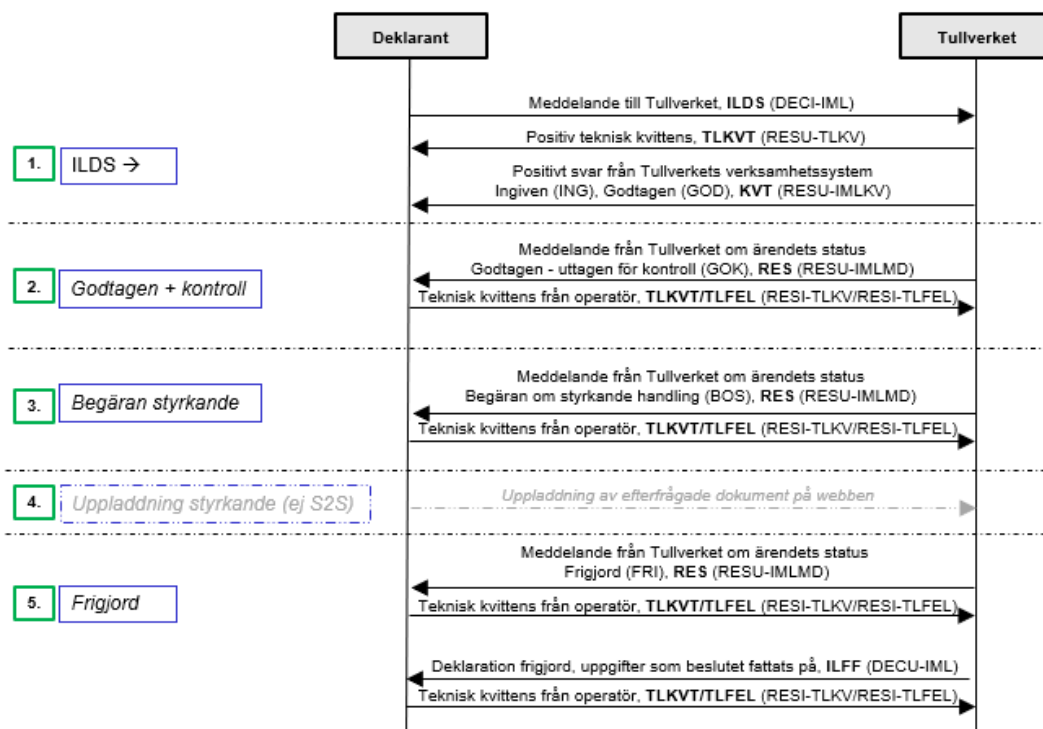 Deklarant
Tullverket
Meddelande till Tullverket, ILDS (DECI-IML)
Positiv teknisk kvittens, TLKVT (RESU-TLKV)
1.
ILDS →
Positivt svar från Tullverkets verksamhetssystem
Ingiven (ING), Godtagen (GOD), KVT (RESU-IMLKV)
Meddelande från Tullverket om ärendets status
Godtagen - uttagen för kontroll (GOK), RES (RESU-IMLMD)
2.
Godtagen + kontroll
Teknisk kvittens från operatör, TLKVT/TLFEL (RESI-TLKV/RESI-TLFEL)
Meddelande från Tullverket om ärendets status
Begäran om styrkande handling (BOS), RES (RESU-IMLMD)
3.
Begäran styrkande
Teknisk kvittens från operatör, TLKVT/TLFEL (RESI-TLKV/RESI-TLFEL)
4.
Uppladdning styrkande (ej S2S)
Uppladdning av efterfrågade dokument på webben
Meddelande från Tullverket om ärendets status
Frigjord (FRI), RES (RESU-IMLMD)
5.
Frigjord
Teknisk kvittens från operatör, TLKVT/TLFEL (RESI-TLKV/RESI-TLFEL)
Deklaration frigjord, uppgifter som beslutet fattats på, ILFF (DECU-IML)
Teknisk kvittens från operatör, TLKVT/TLFEL (RESI-TLKV/RESI-TLFEL)